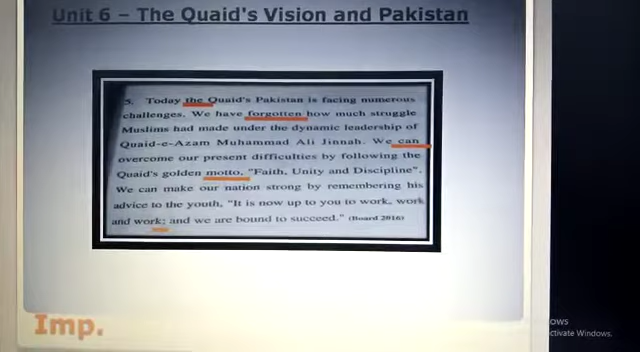 Unit 6 – The Quaid's Vision and Pakistan
5. Today the Quaid's Pakistan is facing numerous
challenges. We have forgotten how much struggle
Muslims had made under the dynamic leadership of
Quaid-e-Azam Muhammad Ali Jinnah. We can
overcome our present difficulties by following the
Quaid's golden motto, "Faith, Unity and Discipline".
We can make our nation strong by remembering his
advice to the youth, "It is now up to you to work, work
and work; and we are bound to succeed." (Board 2016)
Imp.
ows
ctivate Windows.